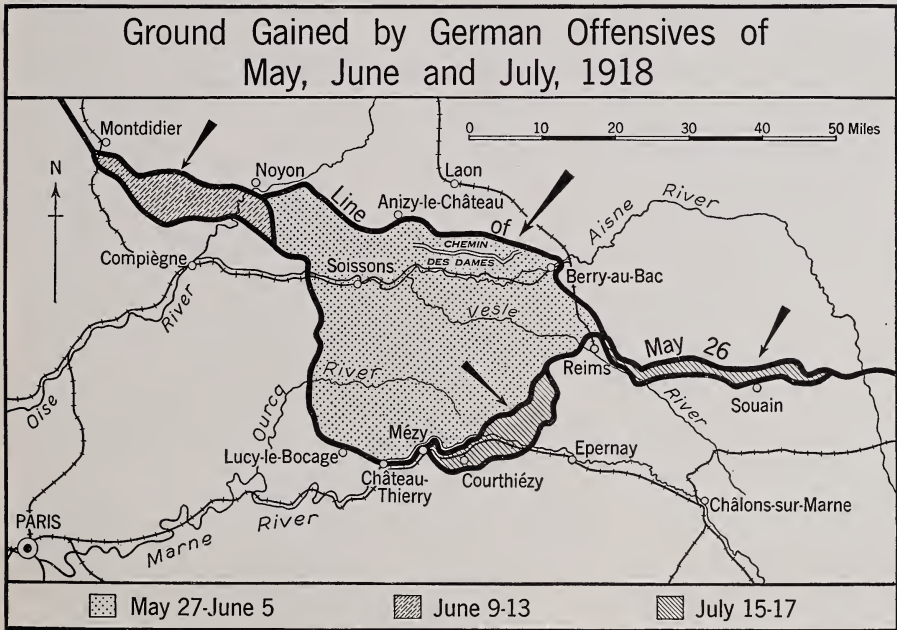 Ground Gained by German Offensives of
May, June and July, 1918
Montdidier
0 10 20 30 40 50 Miles
N
Noyon
Laon
Line of May 26
Anizy-le-Château
Aisne River
CHEMIN
DES DAMES
Compiègne
Soissons
Berry-au-Bac
Vesle River
Oise River
Reims
Souain
Ourcq River
Mézy
Lucy-le-Bocage
Epernay
Château-
Thierry
Courthiézy
Châlons-sur-Marne
PARIS
Marne River
May 27-June 5
June 9-13
July 15-17